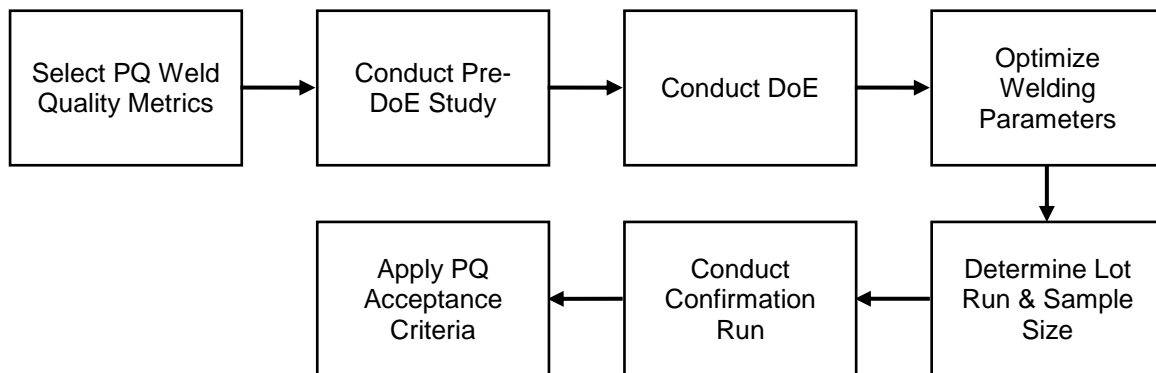 Select PQ Weld
Quality Metrics
Conduct Pre-
DoE Study
Conduct DoE
Optimize
Welding
Parameters
Determine Lot
Run & Sample
Size
Conduct
Confirmation
Run
Apply PQ
Acceptance
Criteria